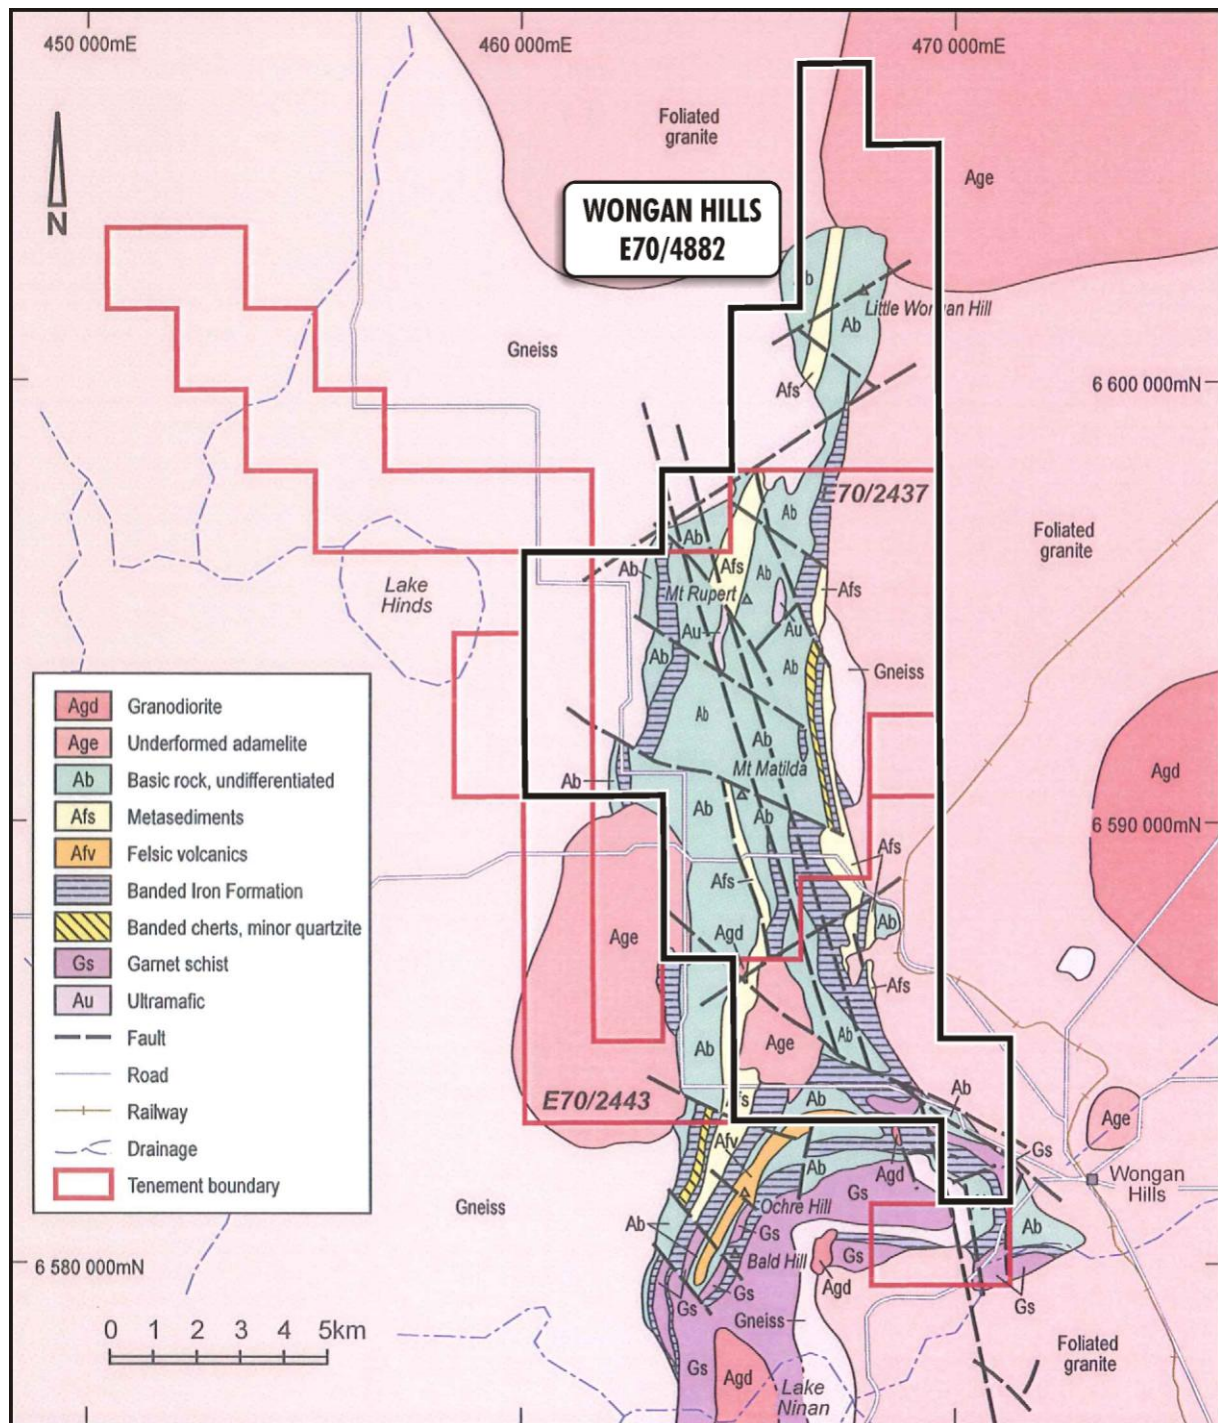 450 000mE
460 000mE
470 000mE
Foliated
granite
Age
N
WONGAN HILLS
E70/4882
Ab
Little Wongan Hill
Ab
Gneiss
Afs
6 600 000mN
E70/2437
Ab
Ab
Foliated
granite
Afs
Ab
Ab
Lake
Hinds
Mt Rupert
Afs
Au
Au
Ab
Ab
Gneiss
Ab
Ab
Mt Matilda
Ab
Agd
Ab
Ab
6 590 000mN
Afs
Afs
Ab
Age
Agd
Afs
Ab
Ab
Age
E70/2443
Ab
Ab
Age
Afv
Gs
Ab
Agd
Gs
Wongan
Hills
Gneiss
Ochre Hill
Ab
Gs
Ab
Bald Hill
Gs
6 580 000mN
Agd
Gs
Gs
Gs
Gneiss
Foliated
granite
Gs
Agd
Lake
Ninan
Agd Granodiorite
Age Underformed adamelite
Ab Basic rock, undifferentiated
Afs Metasediments
Afv Felsic volcanics
Banded Iron Formation
Banded cherts, minor quartzite
Gs Garnet schist
Au Ultramafic
Fault
Road
Railway
Drainage
Tenement boundary
0 1 2 3 4 5km